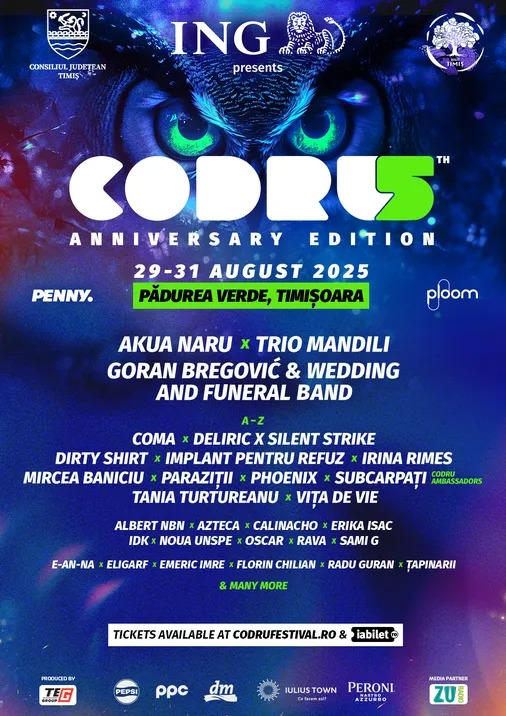 CONSILIUL JUDEȚEAN
TIMIȘ
ING
presents
TIMIȘ
CODRU5TH
ANNIVERSARY EDITION
29-31 AUGUST 2025
PENNY.
PĂDUREA VERDE, TIMIȘOARA
ploom
AKUA NARU x TRIO MANDILI
GORAN BREGOVIĆ & WEDDING
AND FUNERAL BAND
A-Z
COMA x DELIRIC X SILENT STRIKE
DIRTY SHIRT x IMPLANT PENTRU REFUZ x IRINA RIMES
MIRCEA BANICIU x PARAZIȚII x PHOENIX x SUBCARPAȚI CODRU AMBASSADORS
TANIA TURTUREANU x VIȚA DE VIE
ALBERT NBN x AZTECA x CALINACHO x ERIKA ISAC
IDK x NOUA UNSPE x OSCAR x RAVA x SAMI G
E-AN-NA x ELIGARF x EMERIC IMRE x FLORIN CHILIAN x RADU GURAN x ȚAPINARII
& MANY MORE
TICKETS AVAILABLE AT CODRUFESTIVAL.RO & iabilet ro
PRODUCED BY
TEG
GROUP
PEPSI
PPC
dm
IULIUS TOWN
Ce facem azi?
PERONI
NASTRO AZZURRO
MEDIA PARTNER
ZU
RADIO